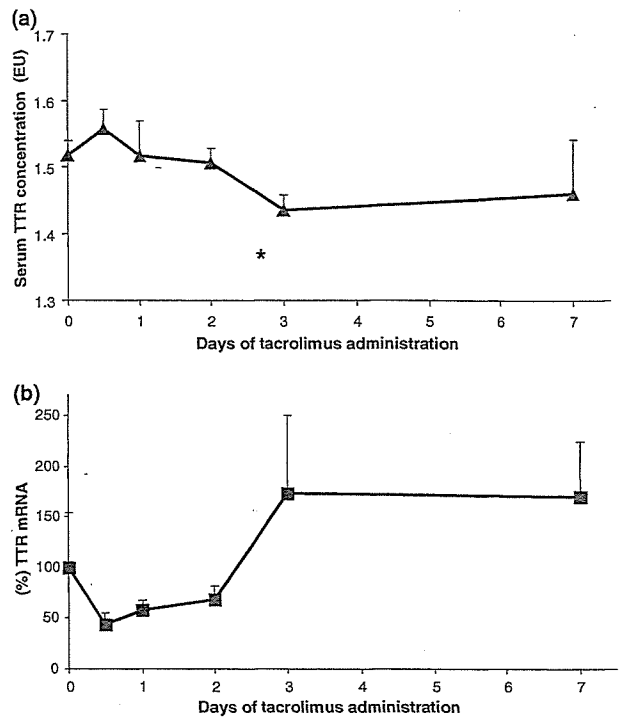 (a)
Serum TTR concentration (EU)
1.7
1.6
1.5
1.4
1.3
*
0 1 2 3 4 5 6 7
Days of tacrolimus administration
(b)
(%) TTR mRNA
250
200
150
100
50
0
0 1 2 3 4 5 6 7
Days of tacrolimus administration